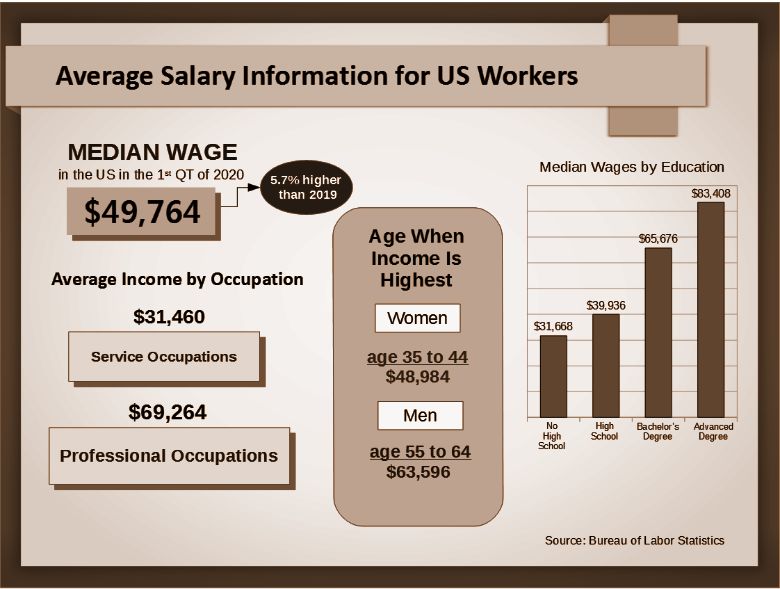 Average Salary Information for US Workers
MEDIAN WAGE
in the US in the 1st QT of 2020
$49,764
5.7% higher
than 2019
Average Income by Occupation
$31,460
Service Occupations
$69,264
Professional Occupations
Age When
Income Is
Highest
Women
age 35 to 44
$48,984
Men
age 55 to 64
$63,596
Median Wages by Education
$83,408
$65,676
$39,936
$31,668
No
High
School
High
School
Bachelor's
Degree
Advanced
Degree
Source: Bureau of Labor Statistics